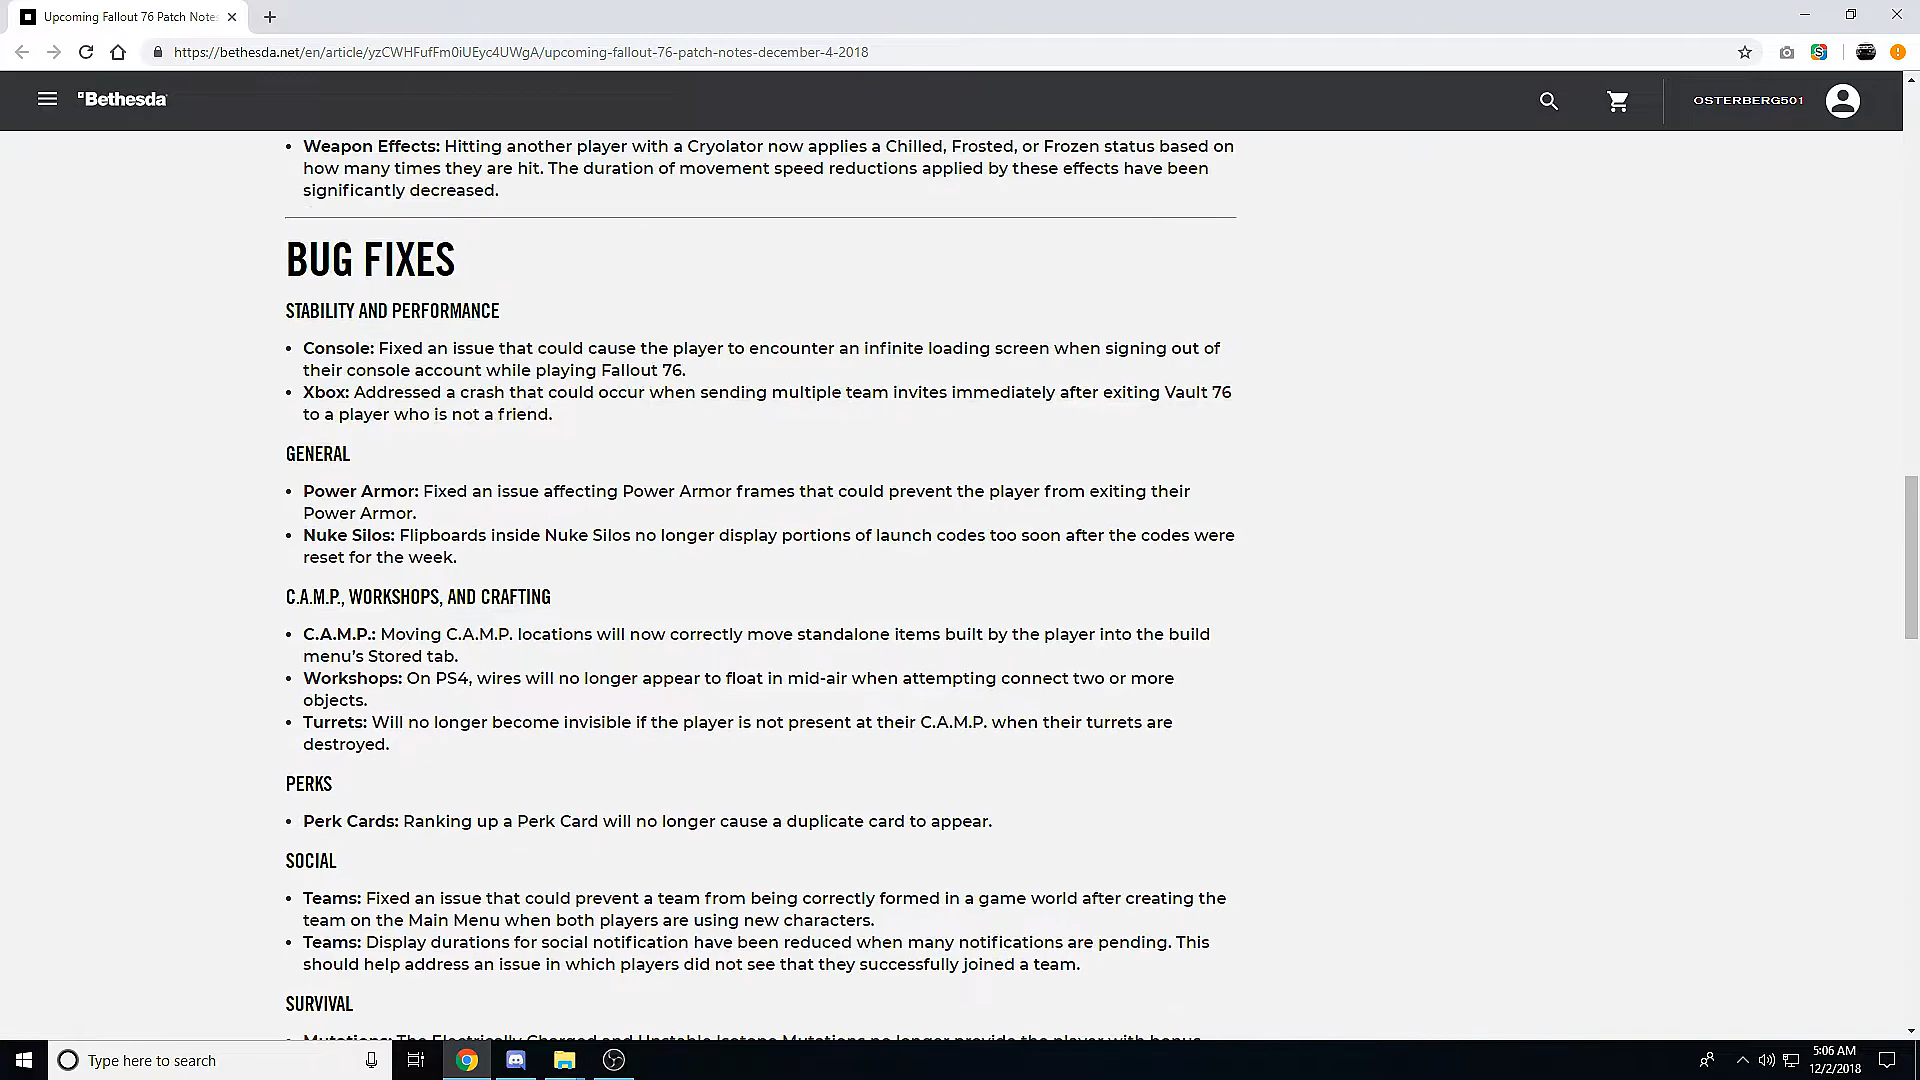 Upcoming Fallout 76 Patch Note
https://bethesda.net/en/article/yzCWHFufFm0iUEyc4UWgA/upcoming-fallout-76-patch-notes-december-4-2018
Bethesda
OSTERBERG501
• Weapon Effects: Hitting another player with a Cryolator now applies a Chilled, Frosted, or Frozen status based on
how many times they are hit. The duration of movement speed reductions applied by these effects have been
significantly decreased.
BUG FIXES
STABILITY AND PERFORMANCE
• Console: Fixed an issue that could cause the player to encounter an infinite loading screen when signing out of
their console account while playing Fallout 76.
• Xbox: Addressed a crash that could occur when sending multiple team invites immediately after exiting Vault 76
to a player who is not a friend.
GENERAL
• Power Armor: Fixed an issue affecting Power Armor frames that could prevent the player from exiting their
Power Armor.
• Nuke Silos: Flipboards inside Nuke Silos no longer display portions of launch codes too soon after the codes were
reset for the week.
C.A.M.P., WORKSHOPS, AND CRAFTING
• C.A.M.P.: Moving C.A.M.P. locations will now correctly move standalone items built by the player into the build
menu’s Stored tab.
• Workshops: On PS4, wires will no longer appear to float in mid-air when attempting connect two or more
objects.
• Turrets: Will no longer become invisible if the player is not present at their C.A.M.P. when their turrets are
destroyed.
PERKS
• Perk Cards: Ranking up a Perk Card will no longer cause a duplicate card to appear.
SOCIAL
• Teams: Fixed an issue that could prevent a team from being correctly formed in a game world after creating the
team on the Main Menu when both players are using new characters.
• Teams: Display durations for social notification have been reduced when many notifications are pending. This
should help address an issue in which players did not see that they successfully joined a team.
SURVIVAL
• Mutations: The Electrically Charged and Unstable Isotope Mutations no longer provide the player with bonus
Type here to search
5:06 AM
12/2/2018